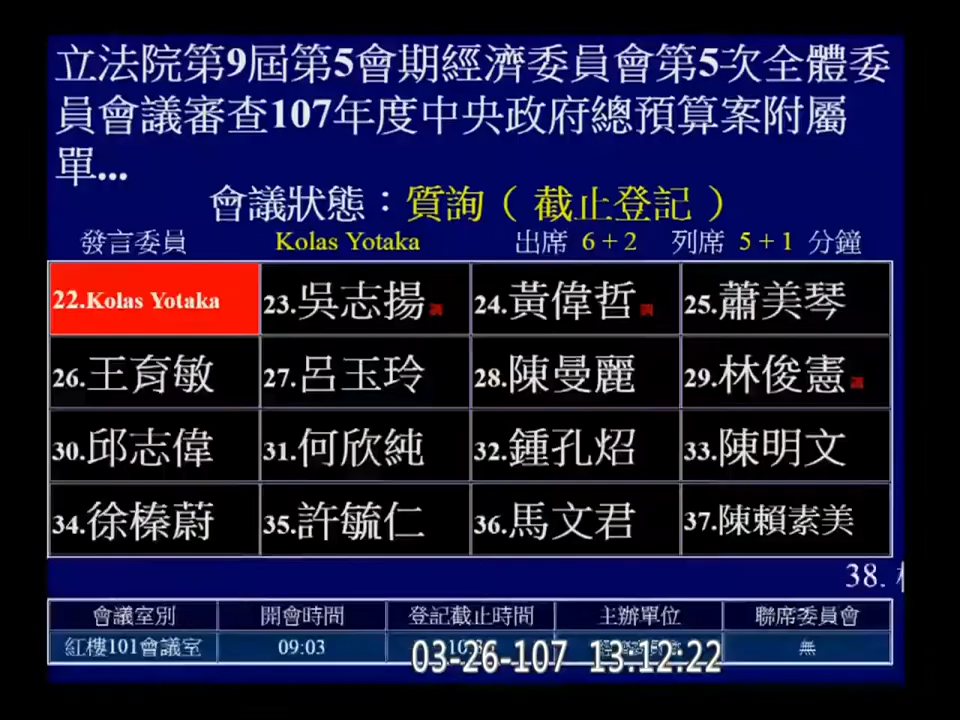 立法院第9屆第5會期經濟委員會第5次全體委
員會議審查107年度中央政府總預算案附屬
單...
會議狀態：質詢（截止登記）
發言委員 Kolas Yotaka 出席 6 + 2 列席 5 + 1 分鐘
22.Kolas Yotaka 23.吳志揚 24.黃偉哲 25.蕭美琴
26.王育敏 27.呂玉玲 28.陳曼麗 29.林俊憲
30.邱志偉 31.何欣純 32.鍾孔炤 33.陳明文
34.徐榛蔚 35.許毓仁 36.馬文君 37.陳賴素美
38.
會議室別 開會時間 登記截止時間 主辦單位 聯席委員會
紅樓101會議室 09:03 無
03-26-107 13:12:22